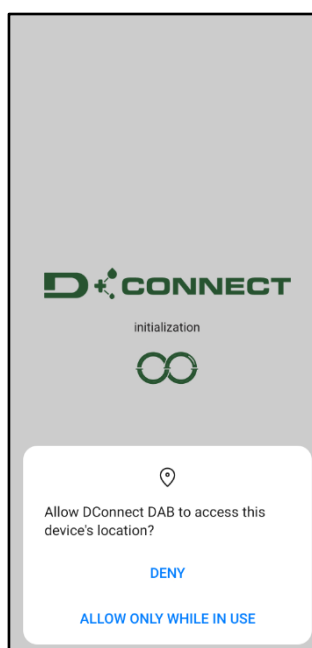 D+CONNECT
initialization
Allow DConnect DAB to access this
device's location?
DENY
ALLOW ONLY WHILE IN USE